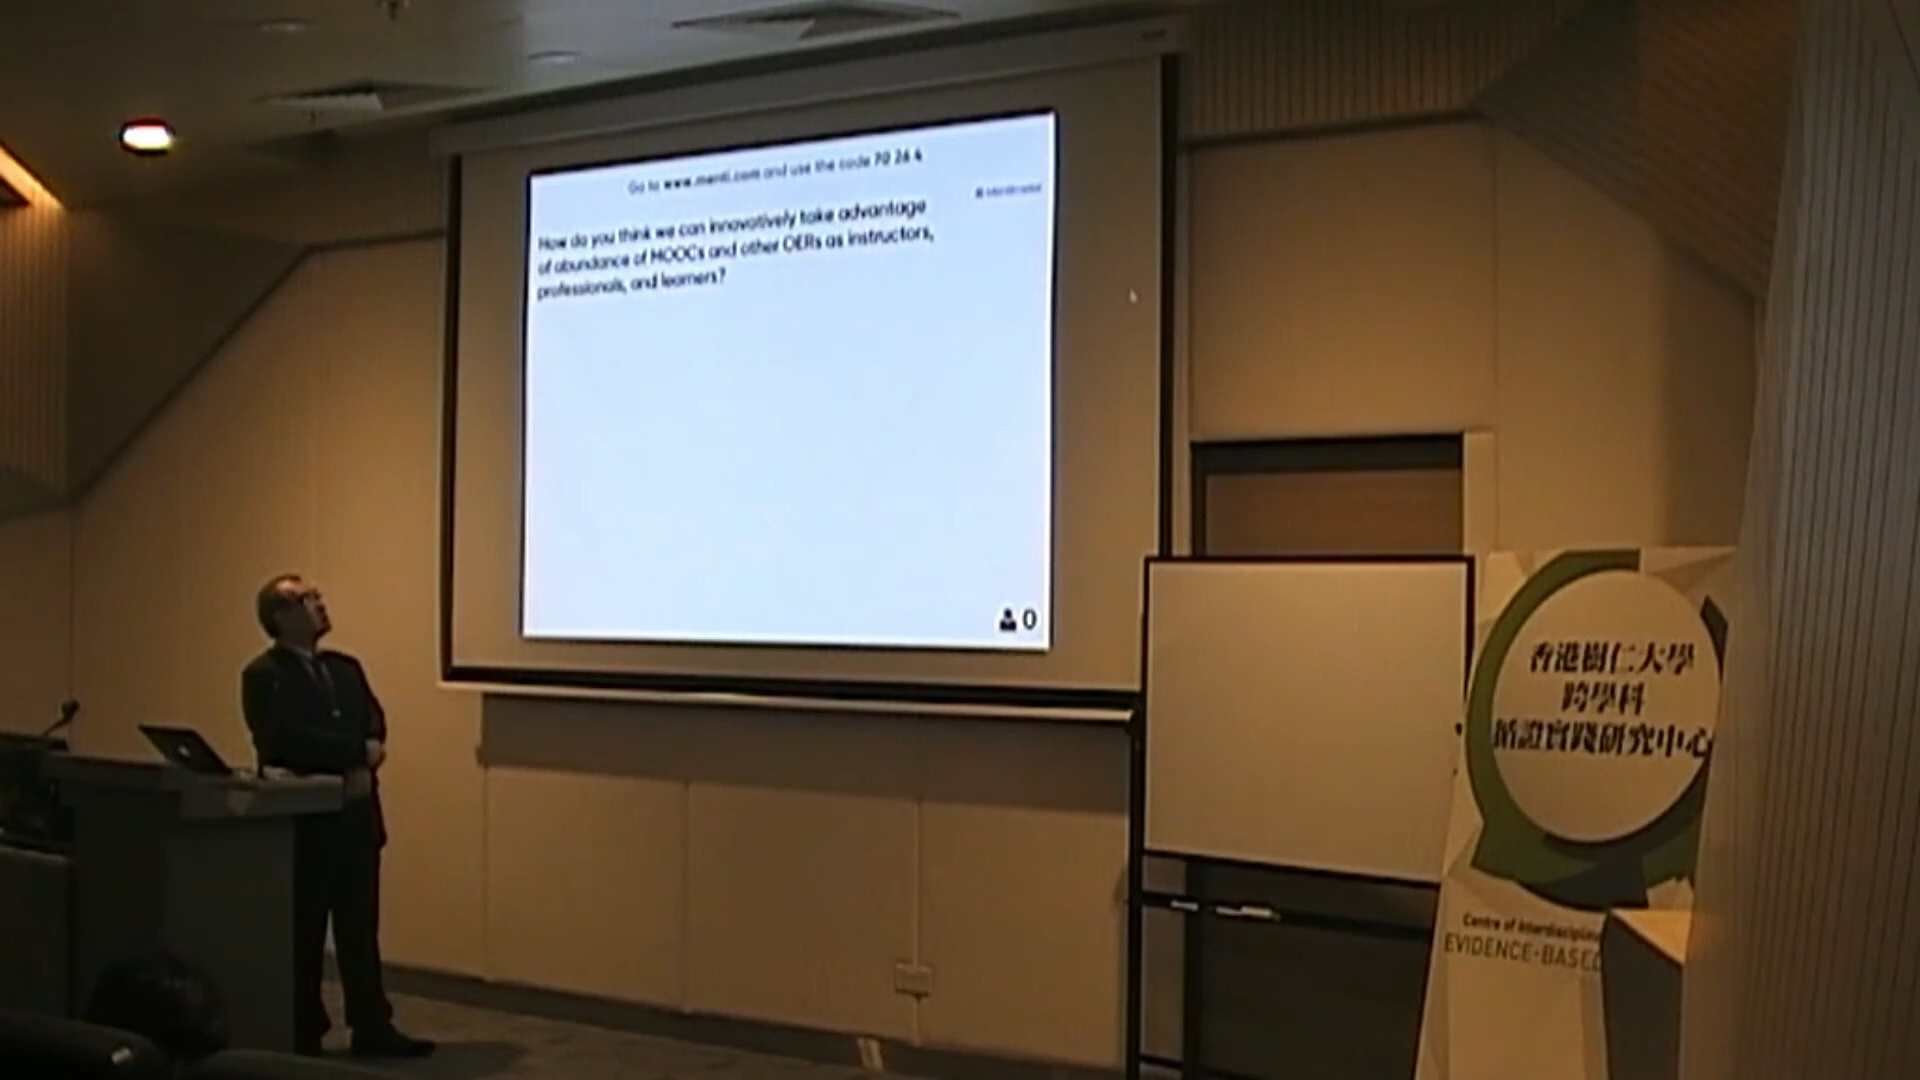 Go to www.menti.com and use the code 70 26 4
Mentimeter
How do you think we can innovatively take advantage
of abundance of MOOCs and other OERs as instructors,
professionals, and learners?
0
香港樹仁大學
跨學科
循證實踐研究中心
Centre of Interdisciplin
EVIDENCE-BASED